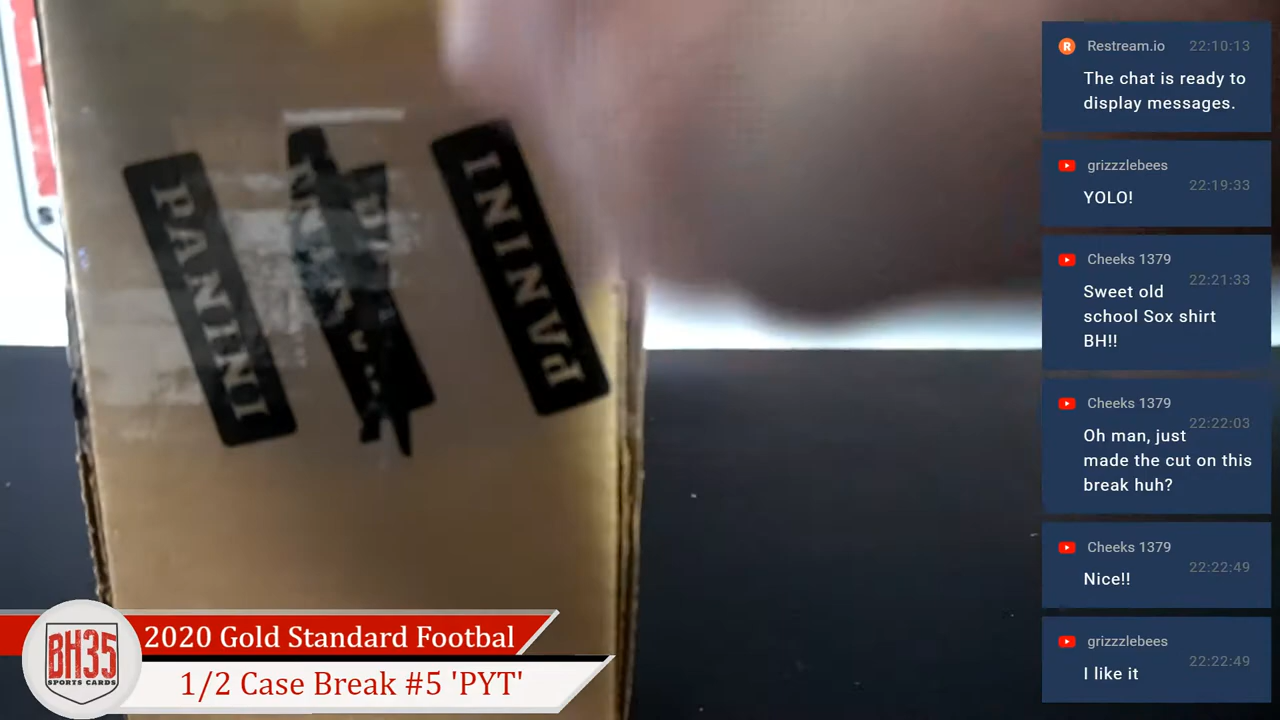 Restream.io 22:10:13
The chat is ready to
display messages.
grizzzlebees
22:19:33
YOLO!
Cheeks 1379
22:21:33
Sweet old
school Sox shirt
BH!!
Cheeks 1379
22:22:03
Oh man, just
made the cut on this
break huh?
Cheeks 1379
22:22:49
Nice!!
grizzzlebees
22:22:49
I like it
PANINI
PANINI
2020 Gold Standard Footbal
1/2 Case Break #5 'PYT'
BH35
SPORTS CARDS